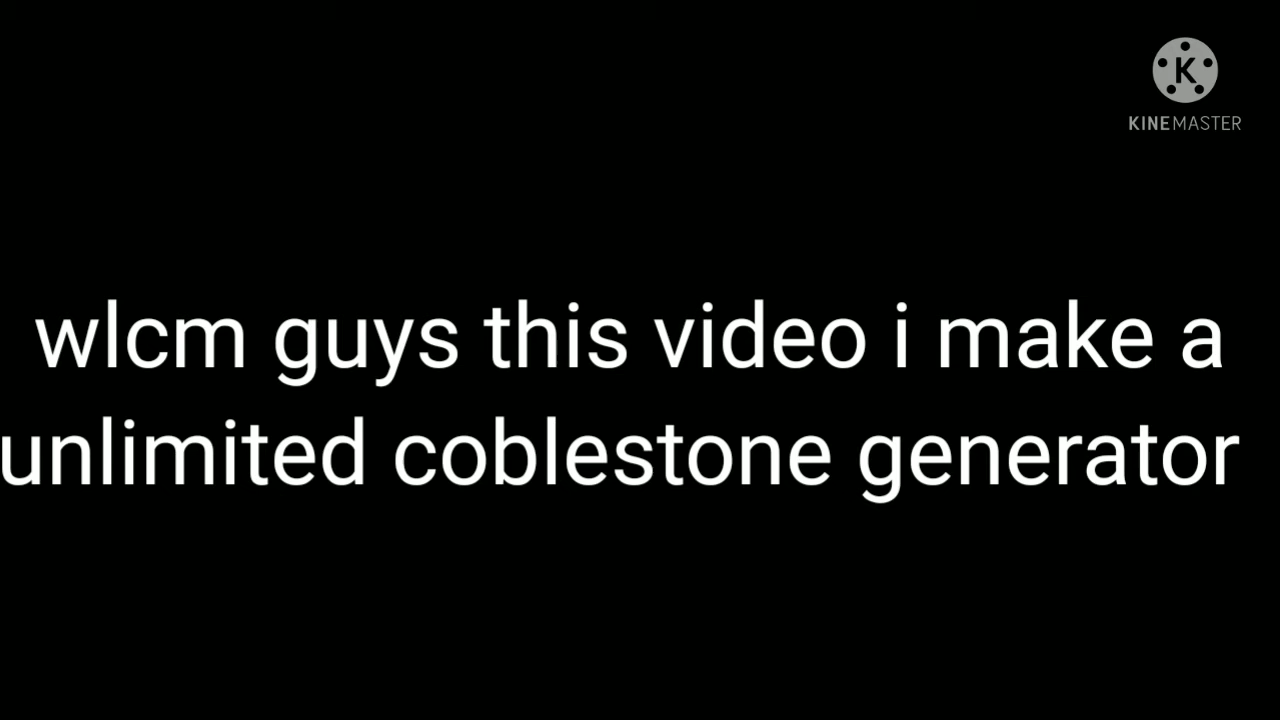 K
KINEMASTER
wlcm guys this video i make a
unlimited coblestone generator